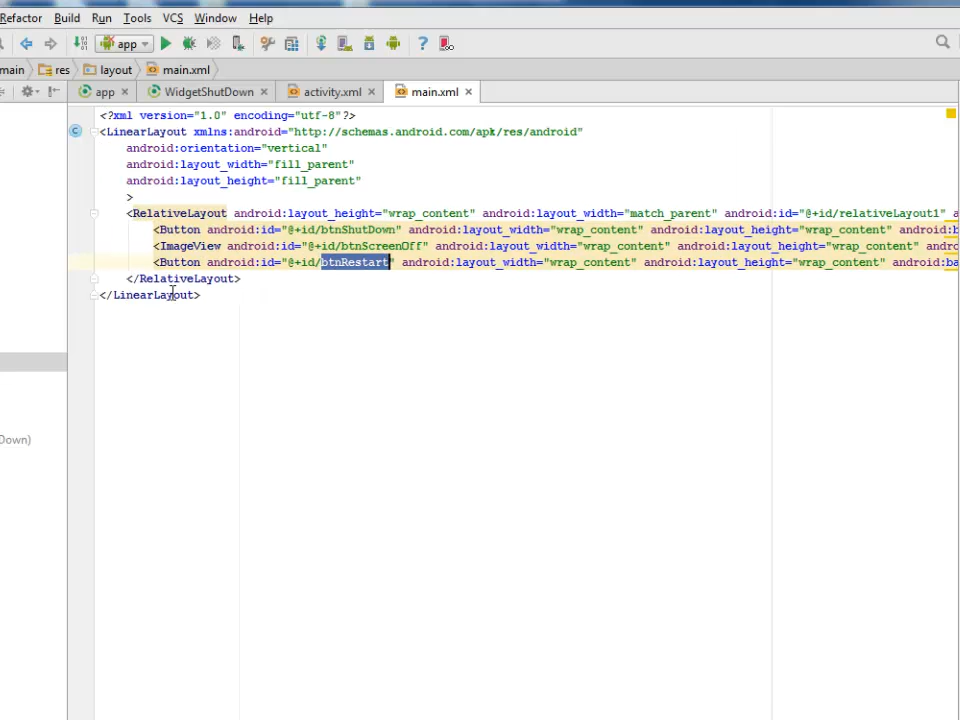 Refactor Build Run Tools VCS Window Help
app
main res layout main.xml
app WidgetShutDown activity.xml main.xml
<?xml version="1.0" encoding="utf-8"?>
<LinearLayout xmlns:android="http://schemas.android.com/apk/res/android"
android:orientation="vertical"
android:layout_width="fill_parent"
android:layout_height="fill_parent"
>
<RelativeLayout android:layout_height="wrap_content" android:layout_width="match_parent" android:id="@+id/relativeLayout1" a
<Button android:id="@+id/btnShutDown" android:layout_width="wrap_content" android:layout_height="wrap_content" android:b
<ImageView android:id="@+id/btnScreenOff" android:layout_width="wrap_content" android:layout_height="wrap_content" andro
<Button android:id="@+id/btnRestart" android:layout_width="wrap_content" android:layout_height="wrap_content" android:ba
</RelativeLayout>
</LinearLayout>
Down)